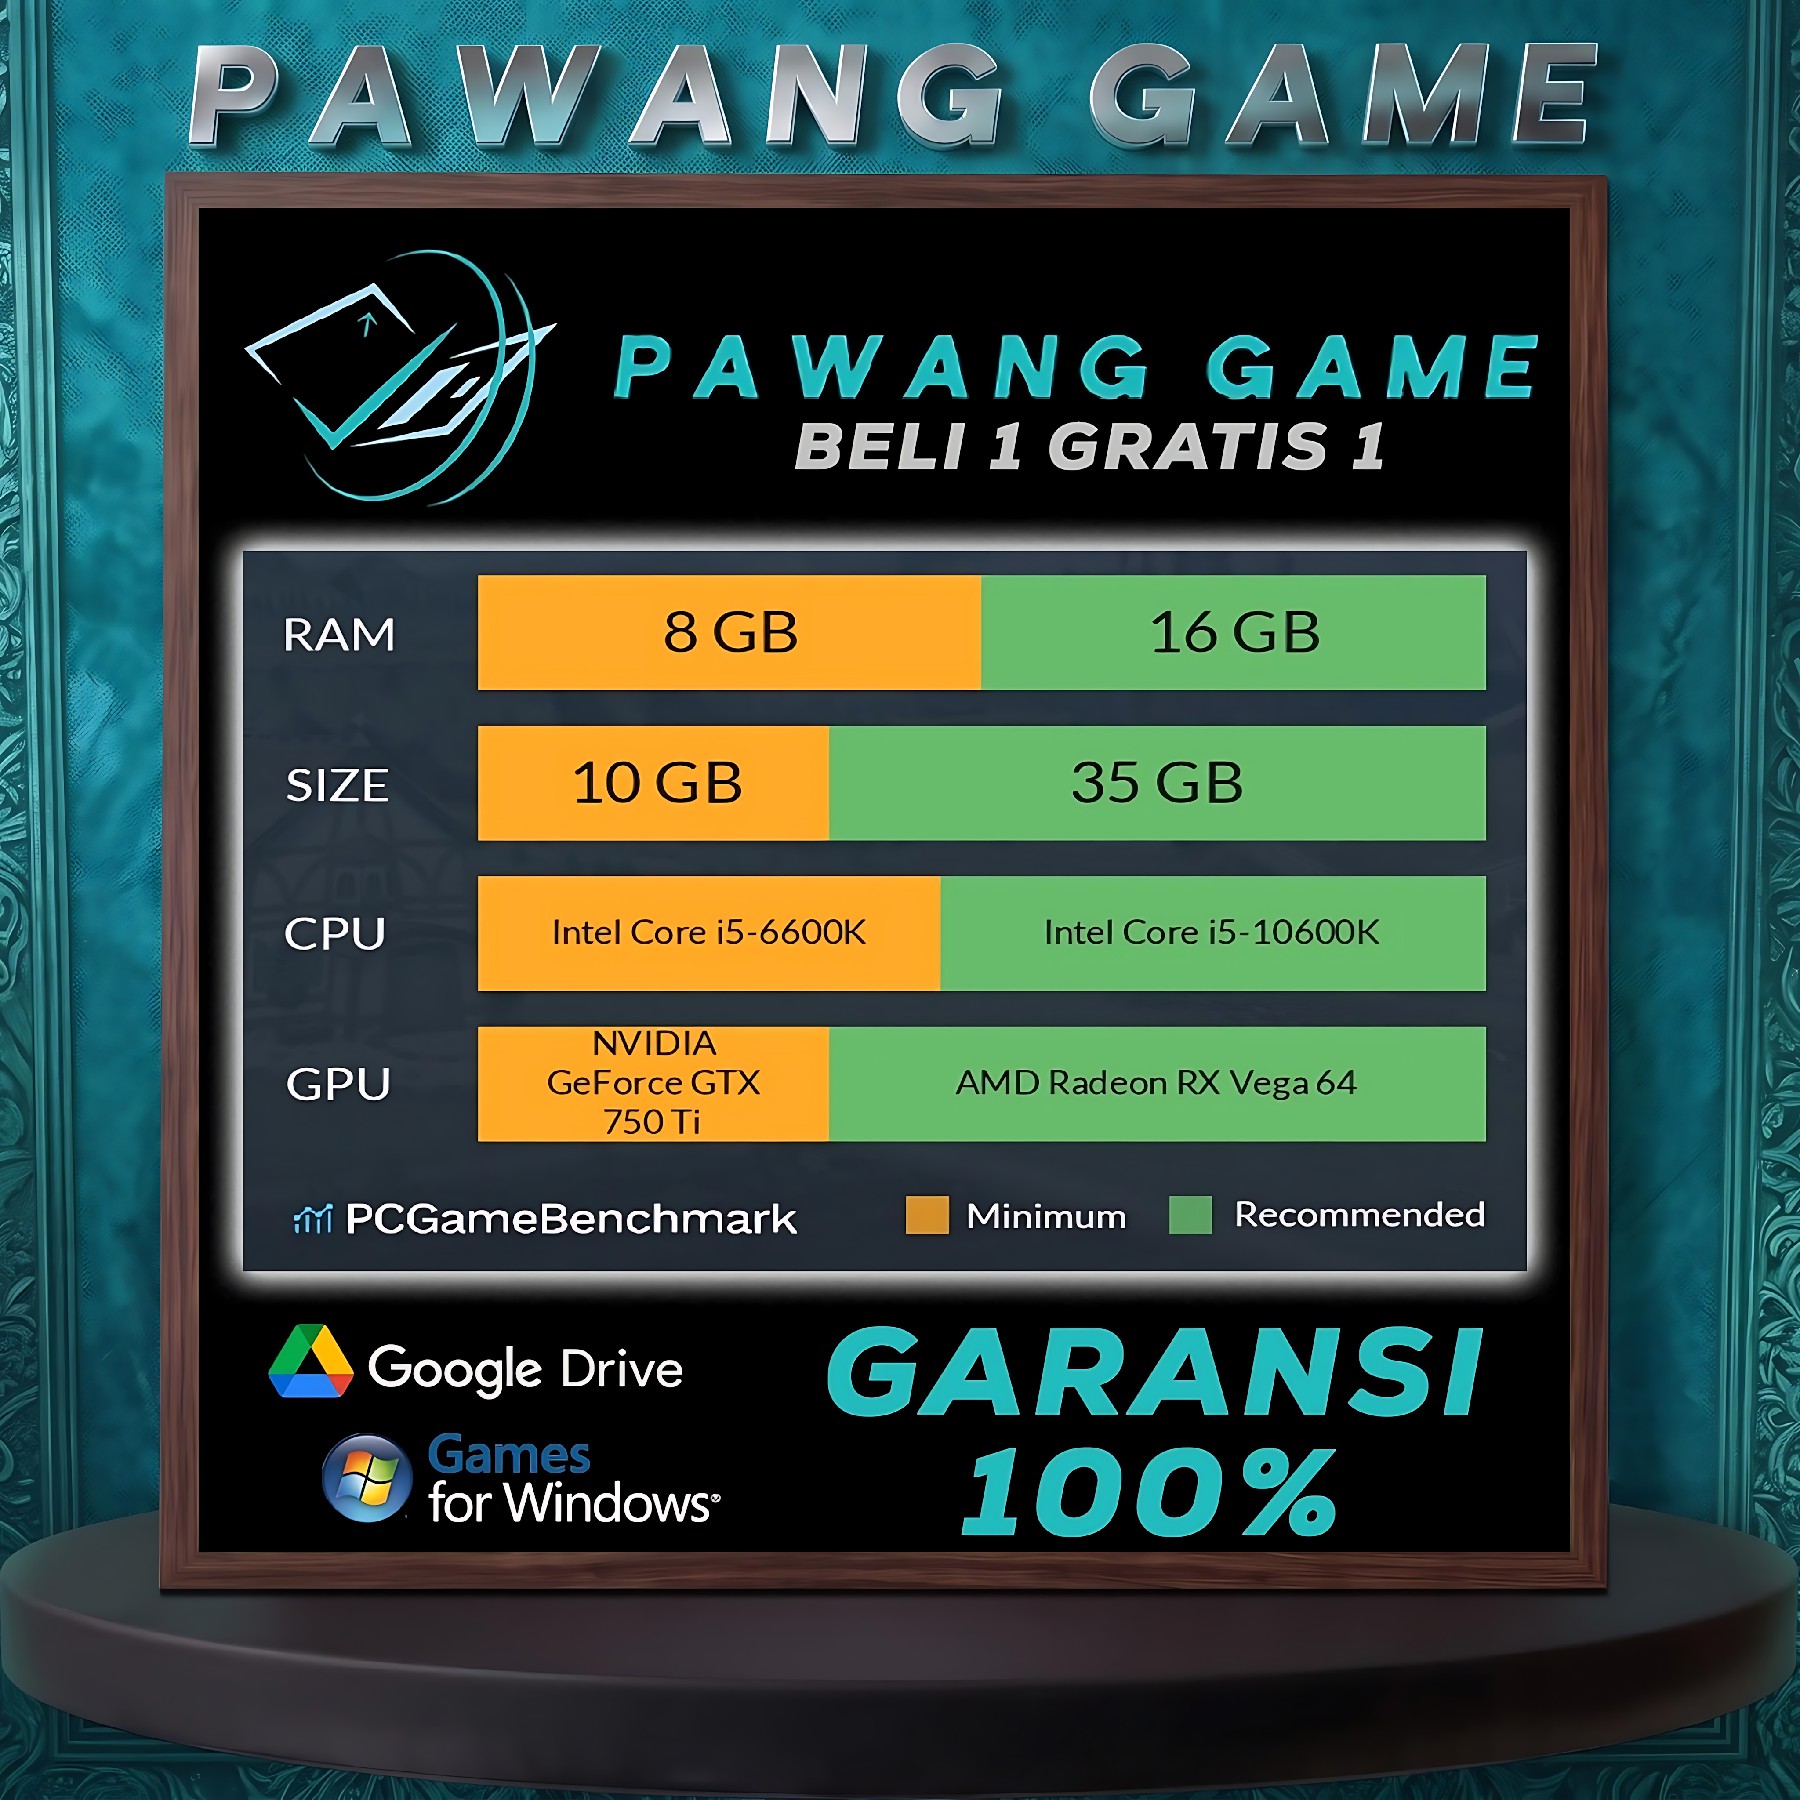 PAWANG GAME
PAWANG GAME
BELI 1 GRATIS 1
RAM 8 GB 16 GB
SIZE 10 GB 35 GB
CPU Intel Core i5-6600K Intel Core i5-10600K
GPU NVIDIA GeForce GTX 750 Ti AMD Radeon RX Vega 64
PCGameBenchmark Minimum Recommended
Google Drive
Games
for Windows®
GARANSI
100%